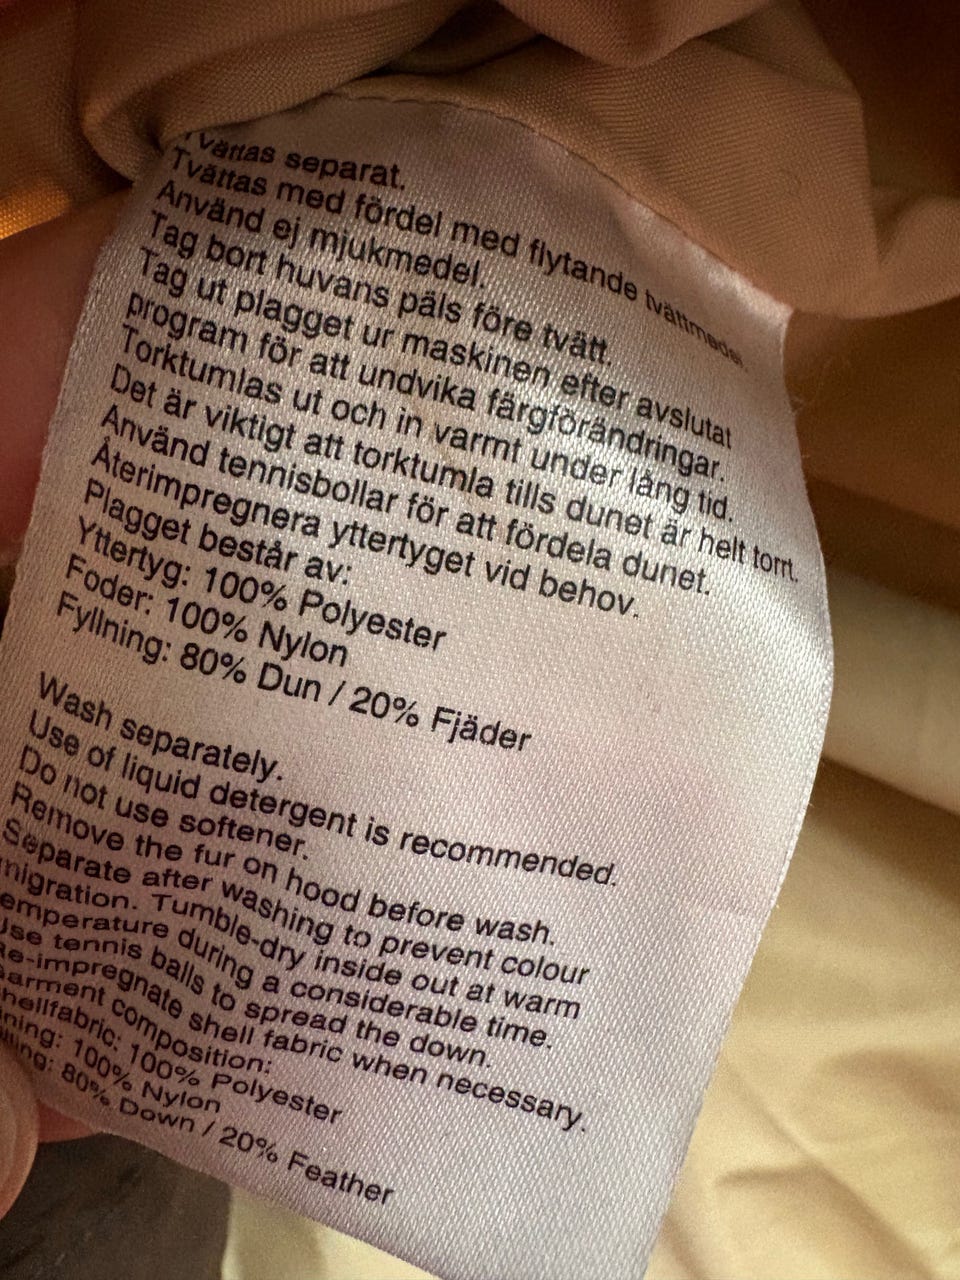 Tvättas separat.
Tvättas med fördel med flytande tvättmedel.
Använd ej mjukmedel.
Tag bort huvans päls före tvätt.
Tag ut plagget ur maskinen efter avslutat
program för att undvika färgförändringar.
Torktumlas ut och in varmt under lång tid.
Det är viktigt att torktumla tills dunet är helt torrt.
Använd tennisbollar för att fördela dunet.
Återimpregnera yttertyget vid behov.
Plagget består av:
Yttertyg: 100% Polyester
Foder: 100% Nylon
Fyllning: 80% Dun / 20% Fjäder
Wash separately.
Use of liquid detergent is recommended.
Do not use softener.
Remove the fur on hood before wash.
Separate after washing to prevent colour
migration. Tumble-dry inside out at warm
temperature during a considerable time.
Use tennis balls to spread the down.
Re-impregnate shell fabric when necessary.
Garment composition:
Shellfabric: 100% Polyester
Lining: 100% Nylon
Filling: 80% Down / 20% Feather